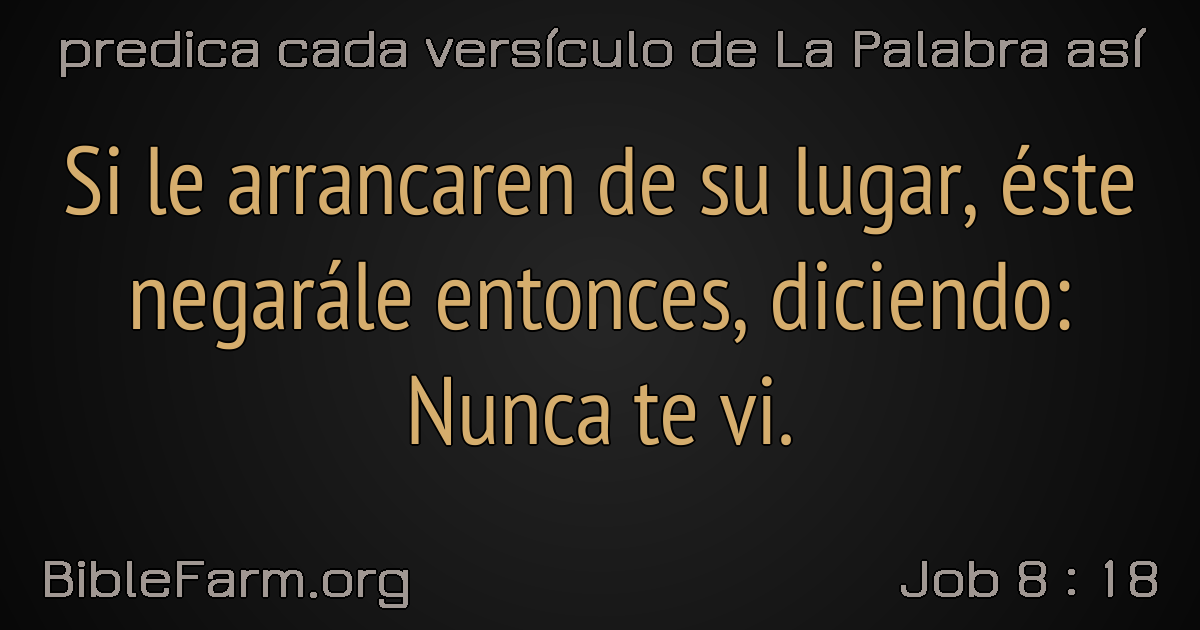 predica cada versículo de La Palabra así
Si le arrancaren de su lugar, éste
negarále entonces, diciendo:
Nunca te vi.
BibleFarm.org
Job 8 : 18